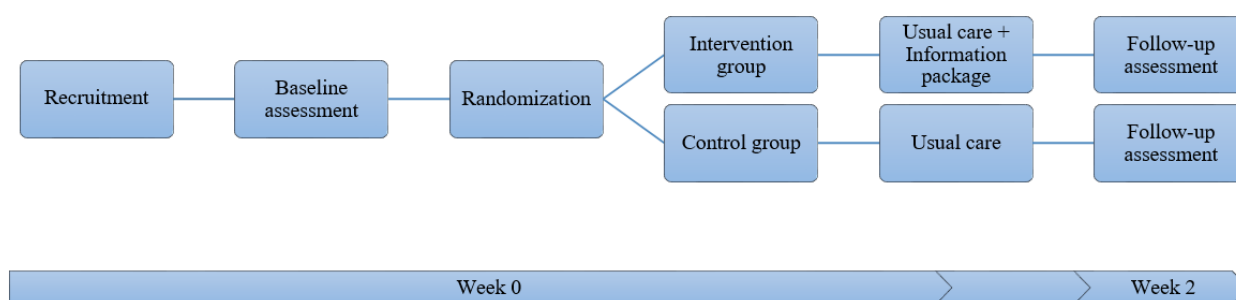 Recruitment
Baseline
assessment
Randomization
Intervention
group
Usual care +
Information
package
Follow-up
assessment
Control group
Usual care
Follow-up
assessment
Week 0
Week 2